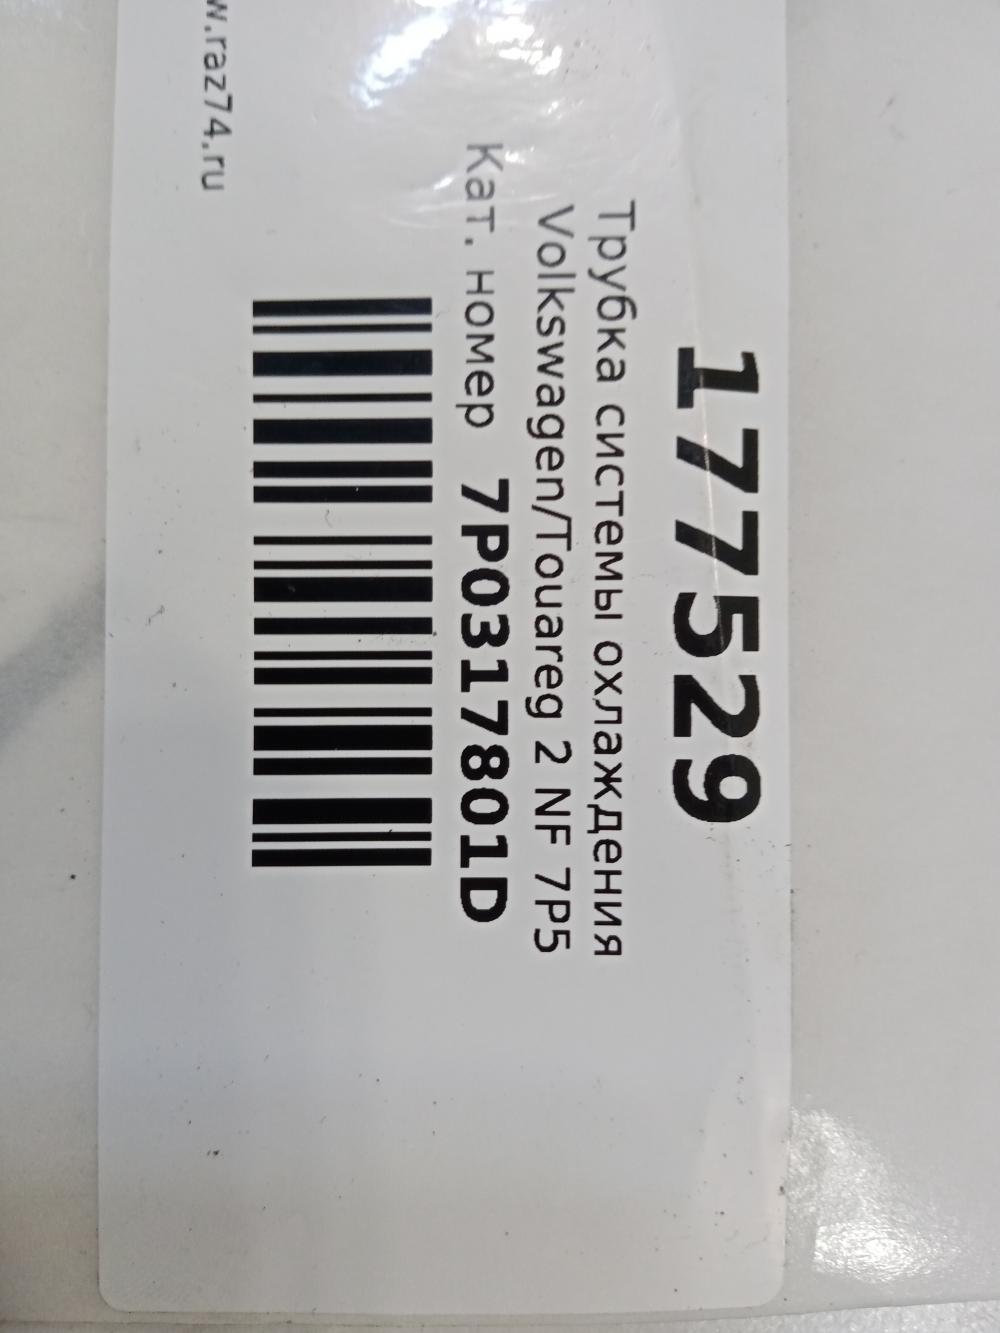 177529
Трубка системы охлаждения
Volkswagen/Touareg 2 NF 7P5
Кат. номер 7P0317801D
w.raz74.ru